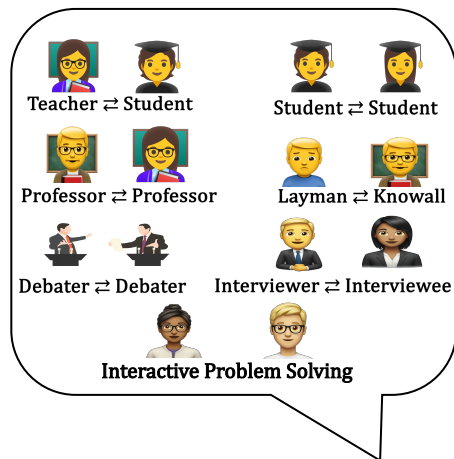 Teacher ⇄ Student
Student ⇄ Student
Professor ⇄ Professor
Layman ⇄ Knowall
Debater ⇄ Debater
Interviewer ⇄ Interviewee
Interactive Problem Solving